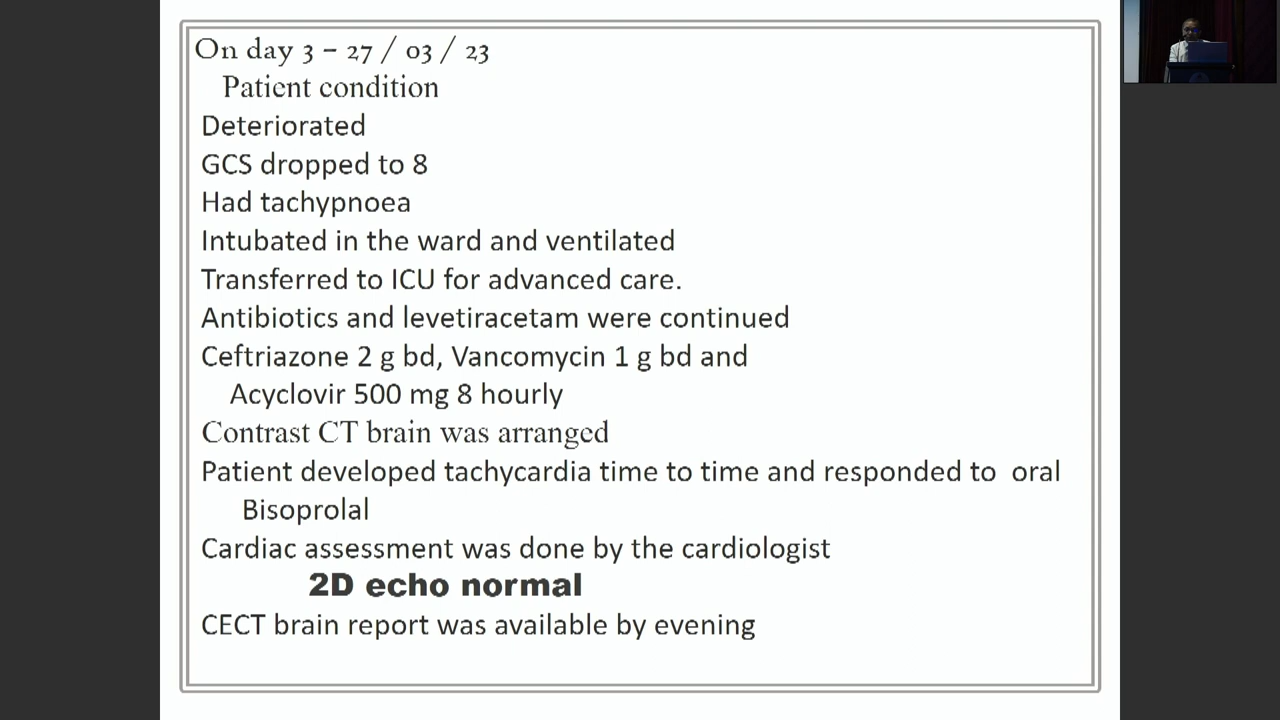 On day 3 – 27 / 03 / 23
Patient condition
Deteriorated
GCS dropped to 8
Had tachypnoea
Intubated in the ward and ventilated
Transferred to ICU for advanced care.
Antibiotics and levetiracetam were continued
Ceftriazone 2 g bd, Vancomycin 1 g bd and
Acyclovir 500 mg 8 hourly
Contrast CT brain was arranged
Patient developed tachycardia time to time and responded to oral
Bisoprolal
Cardiac assessment was done by the cardiologist
2D echo normal
CECT brain report was available by evening